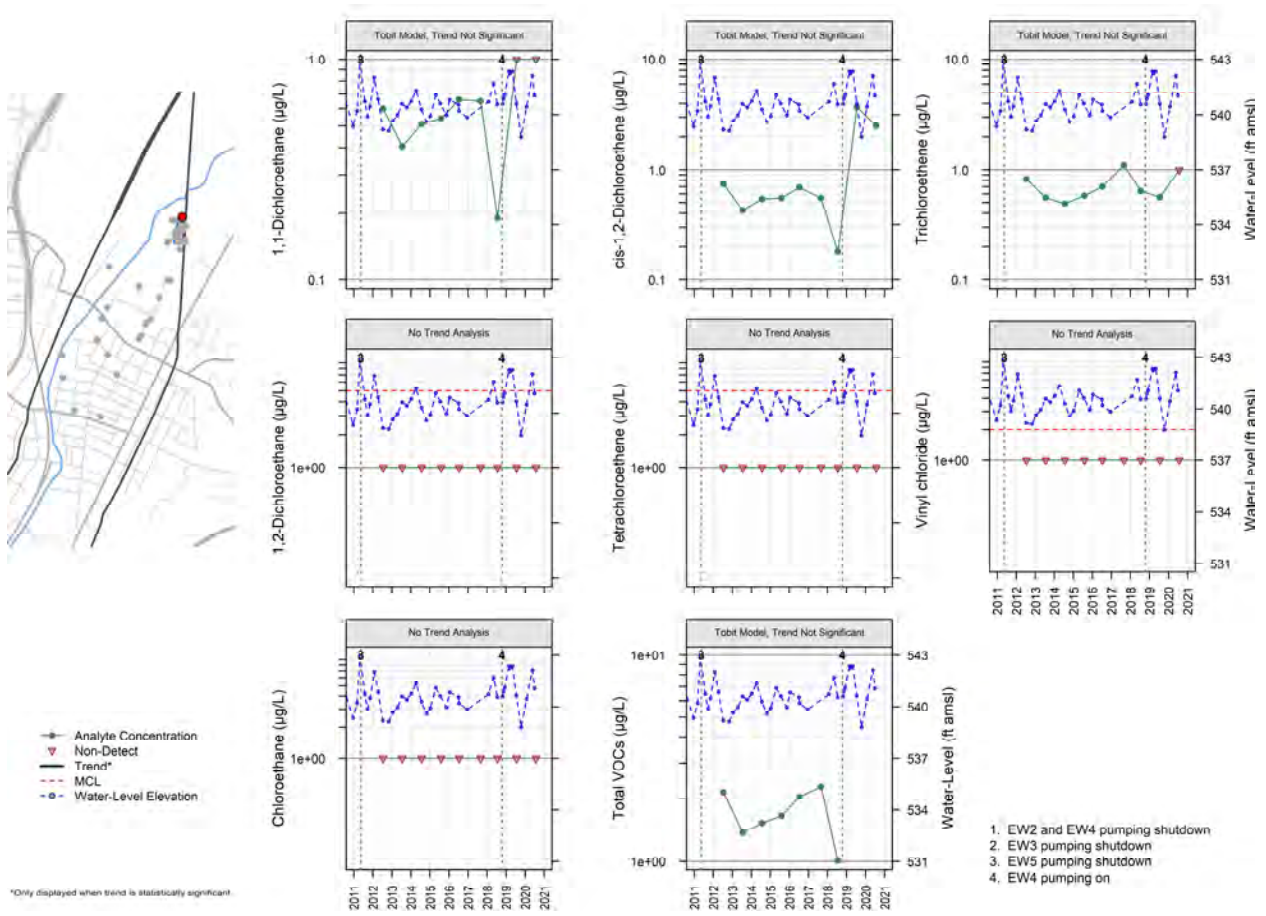 Tobit Model, Trend Not Significant
Tobit Model, Trend Not Significant
Tobit Model, Trend Not Significant
3 4
3 4
3 4
1,1-Dichloroethane (µg/L)
1.0
0.1
cis-1,2-Dichloroethene (µg/L)
10.0
1.0
0.1
Trichloroethene (µg/L)
10.0
1.0
0.1
543
540
537
534
531
Water-Level (ft amsl)
No Trend Analysis
No Trend Analysis
No Trend Analysis
3 4
3 4
3 4
1,2-Dichloroethane (µg/L)
1e+00
Tetrachloroethene (µg/L)
1e+00
Vinyl chloride (µg/L)
1e+00
543
540
537
534
531
Water-Level (ft amsl)
2011 2012 2013 2014 2015 2016 2017 2018 2019 2020 2021
No Trend Analysis
Tobit Model, Trend Not Significant
3 4
3 4
Chloroethane (µg/L)
1e+00
Total VOCs (µg/L)
1e+01
1e+00
543
540
537
534
531
Water-Level (ft amsl)
2011 2012 2013 2014 2015 2016 2017 2018 2019 2020 2021
2011 2012 2013 2014 2015 2016 2017 2018 2019 2020 2021
Analyte Concentration
Non-Detect
Trend*
MCL
Water-Level Elevation
*Only displayed when trend is statistically significant
1. EW2 and EW4 pumping shutdown
2. EW3 pumping shutdown
3. EW5 pumping shutdown
4. EW4 pumping on